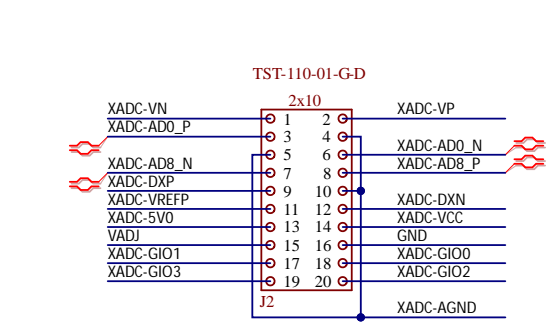 TST-110-01-G-D
2x10
XADC-VN 1 2 XADC-VP
XADC-AD0_P 3 4
5 6 XADC-AD0_N
XADC-AD8_N 7 8 XADC-AD8_P
XADC-DXP 9 10
XADC-VREFP 11 12 XADC-DXN
XADC-5V0 13 14 XADC-VCC
VADJ 15 16 GND
XADC-GIO1 17 18 XADC-GIO0
XADC-GIO3 19 20 XADC-GIO2
J2
XADC-AGND